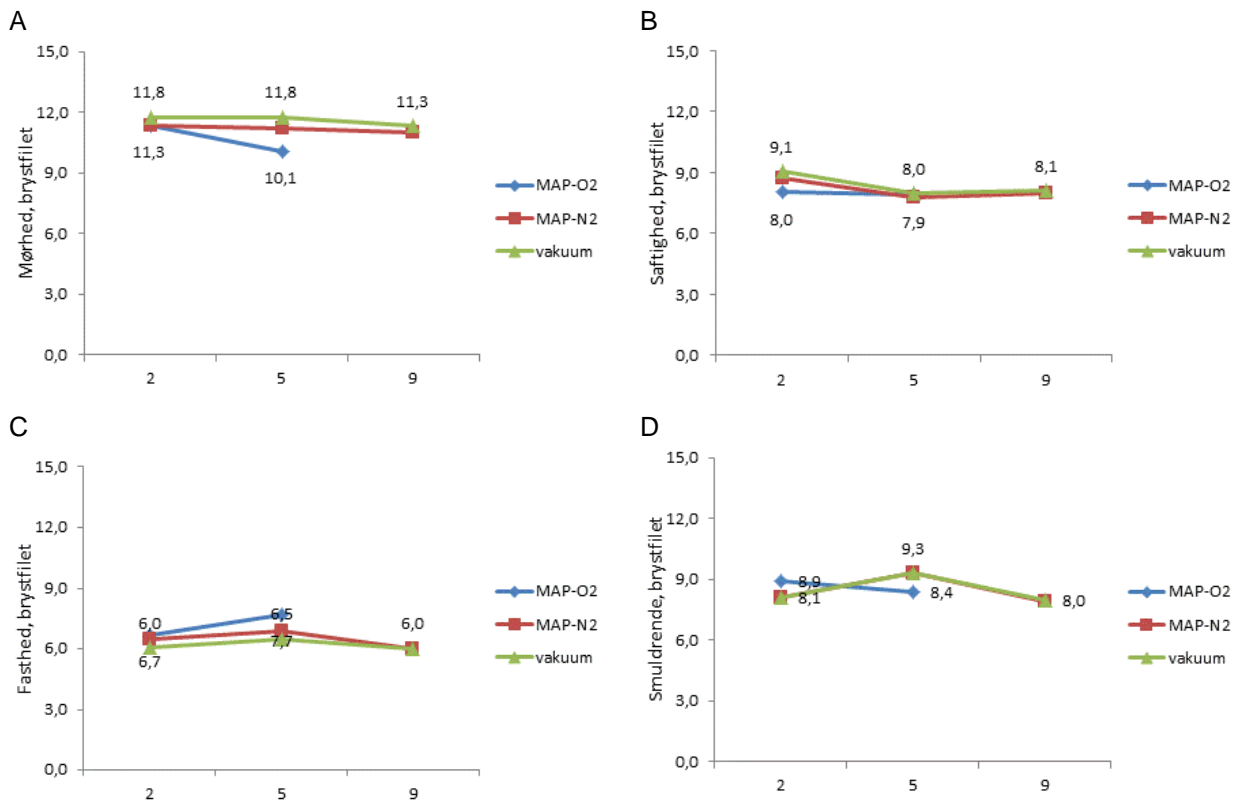 A
15,0
12,0
9,0
6,0
3,0
0,0
Mørhed, brystfilet
11,8
11,8
11,3
11,3
10,1
2
5
9
MAP-O2
MAP-N2
vakuum
B
15,0
12,0
9,0
6,0
3,0
0,0
Saftighed, brystfilet
9,1
8,0
8,1
8,0
7,9
2
5
9
MAP-O2
MAP-N2
vakuum
C
15,0
12,0
9,0
6,0
3,0
0,0
Fasthed, brystfilet
6,0
6,5
6,0
6,7
7,7
2
5
9
MAP-O2
MAP-N2
vakuum
D
15,0
12,0
9,0
6,0
3,0
0,0
Smuldrende, brystfilet
9,3
8,9
8,1
8,4
8,0
2
5
9
MAP-O2
MAP-N2
vakuum